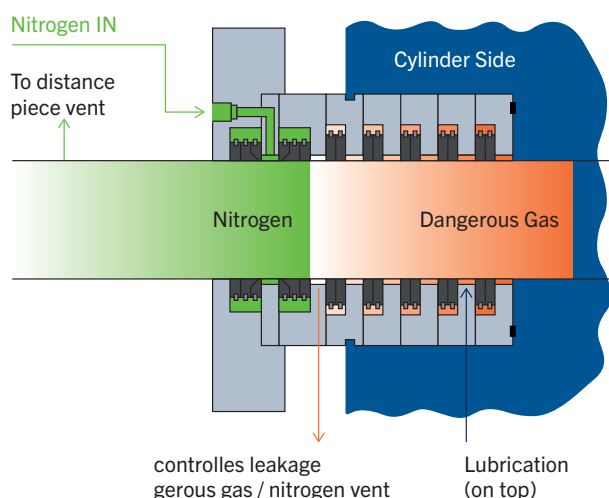 Nitrogen IN
To distance
piece vent
Cylinder Side
Nitrogen
Dangerous Gas
controlles leakage
gerous gas / nitrogen vent
Lubrication
(on top)